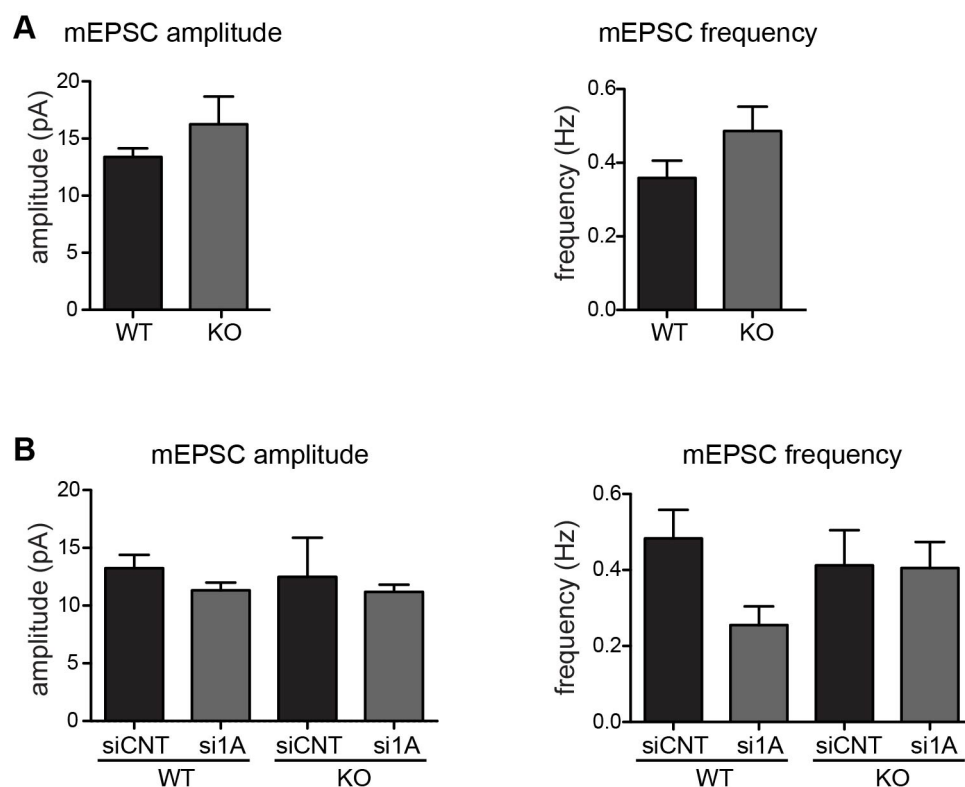 A
mEPSC amplitude
amplitude (pA)
20
15
10
5
0
WT KO
mEPSC frequency
frequency (Hz)
0.6
0.4
0.2
0.0
WT KO
B
mEPSC amplitude
amplitude (pA)
20
15
10
5
0
siCNT si1A siCNT si1A
WT KO
mEPSC frequency
frequency (Hz)
0.6
0.4
0.2
0.0
siCNT si1A siCNT si1A
WT KO